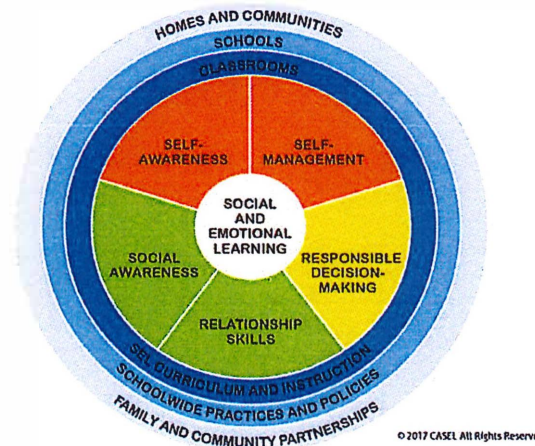 HOMES AND COMMUNITIES
SCHOOLS
CLASSROOMS
SELF-
AWARENESS
SELF-
MANAGEMENT
SOCIAL
AND
EMOTIONAL
LEARNING
SOCIAL
AWARENESS
RESPONSIBLE
DECISION-
MAKING
RELATIONSHIP
SKILLS
SEL CURRICULUM AND INSTRUCTION
SCHOOLWIDE PRACTICES AND POLICIES
FAMILY AND COMMUNITY PARTNERSHIPS
© 2017 CASEL All Rights Reserve